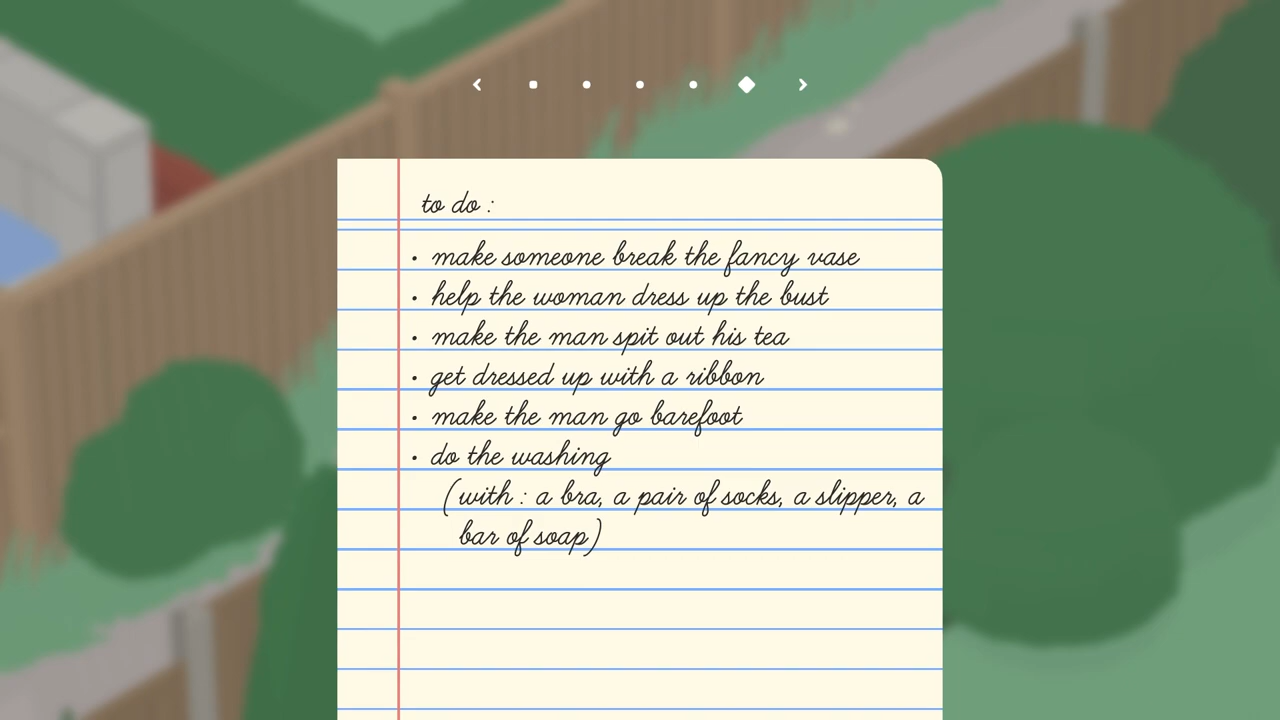 to do :
• make someone break the fancy vase
• help the woman dress up the bust
• make the man spit out his tea
• get dressed up with a ribbon
• make the man go barefoot
• do the washing
(with : a bra, a pair of socks, a slipper, a
bar of soap)